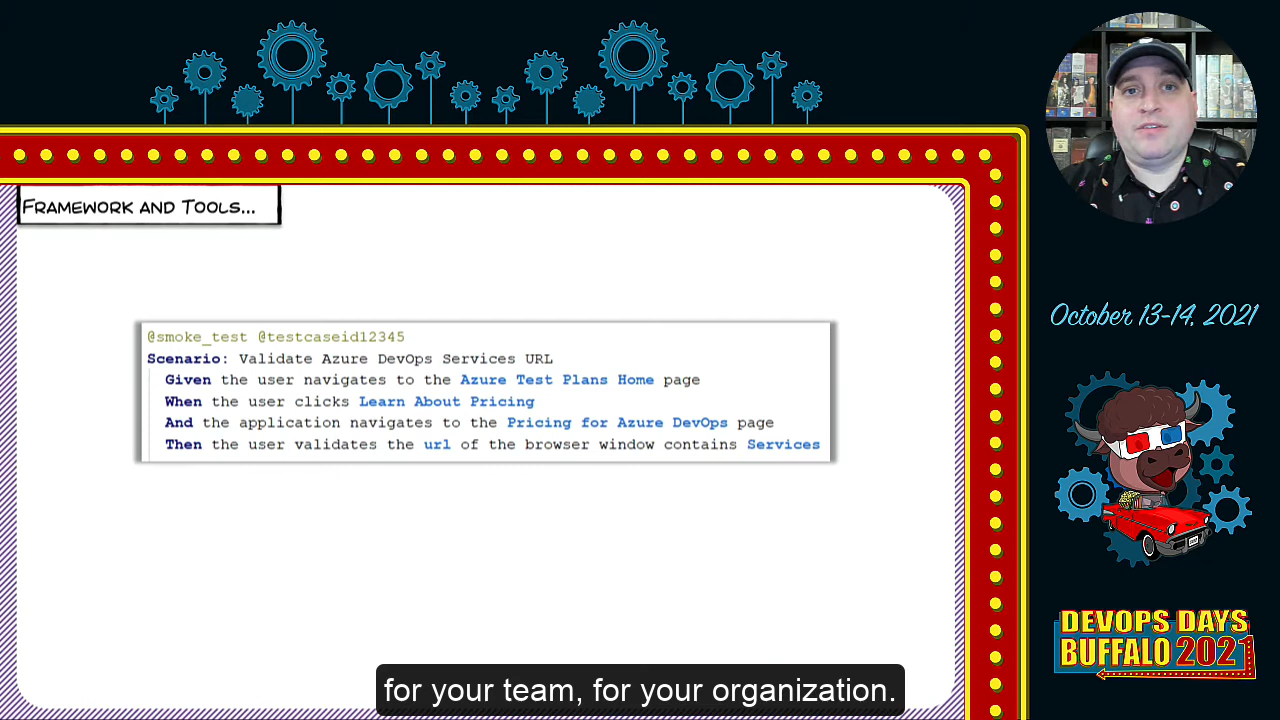 Framework and Tools...
@smoke_test @testcaseid12345
Scenario: Validate Azure DevOps Services URL
Given the user navigates to the Azure Test Plans Home page
When the user clicks Learn About Pricing
And the application navigates to the Pricing for Azure DevOps page
Then the user validates the url of the browser window contains Services
October 13-14, 2021
DEVOPS DAYS
BUFFALO 2021
for your team, for your organization.